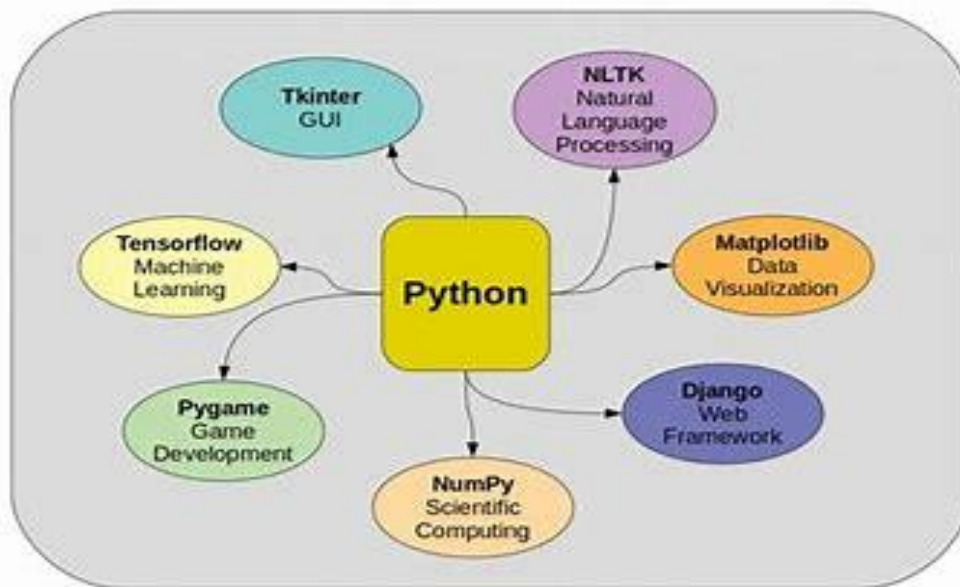 Tkinter
GUI
NLTK
Natural
Language
Processing
Tensorflow
Machine
Learning
Python
Matplotlib
Data
Visualization
Pygame
Game
Development
Django
Web
Framework
NumPy
Scientific
Computing